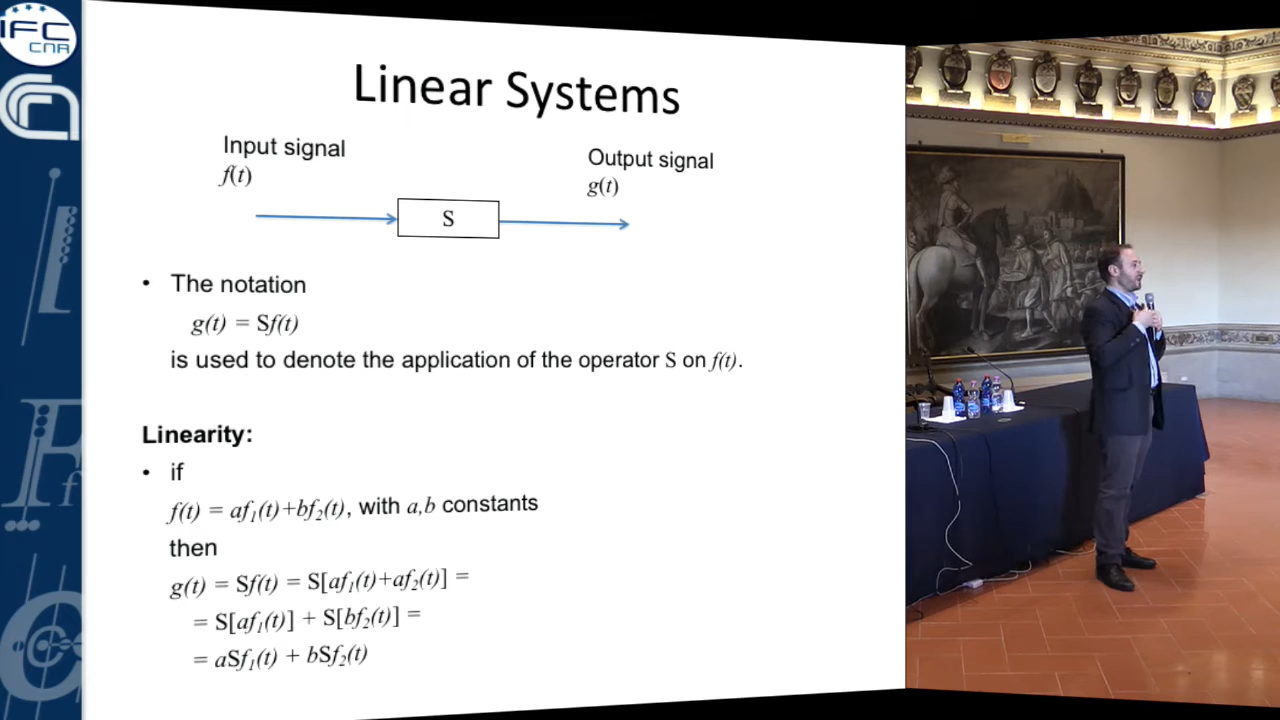 IFC
CNR
Linear Systems
Input signal
f(t)
Output signal
g(t)
S
• The notation
g(t) = Sf(t)
is used to denote the application of the operator S on f(t).
Linearity:
• if
f(t) = af₁(t)+bf₂(t), with a,b constants
then
g(t) = Sf(t) = S[af₁(t)+af₂(t)] =
= S[af₁(t)] + S[bf₂(t)] =
= aSf₁(t) + bSf₂(t)